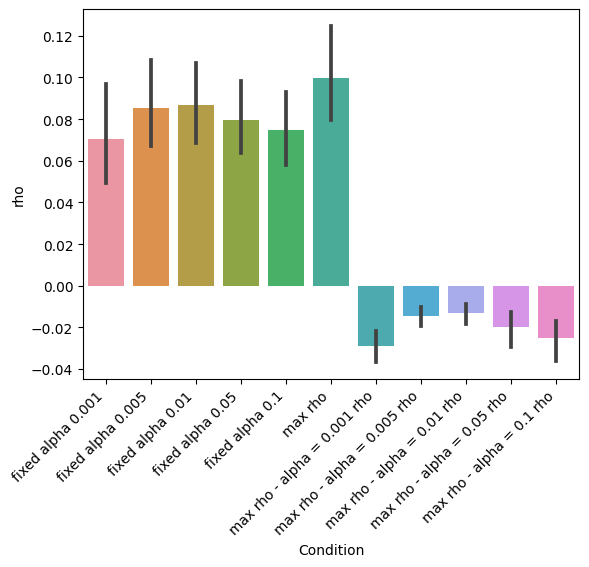 0.12
0.10
0.08
0.06
0.04
0.02
0.00
−0.02
−0.04
rho
fixed alpha 0.001
fixed alpha 0.005
fixed alpha 0.01
fixed alpha 0.05
fixed alpha 0.1
max rho
max rho - alpha = 0.001 rho
max rho - alpha = 0.005 rho
max rho - alpha = 0.01 rho
max rho - alpha = 0.05 rho
max rho - alpha = 0.1 rho
Condition